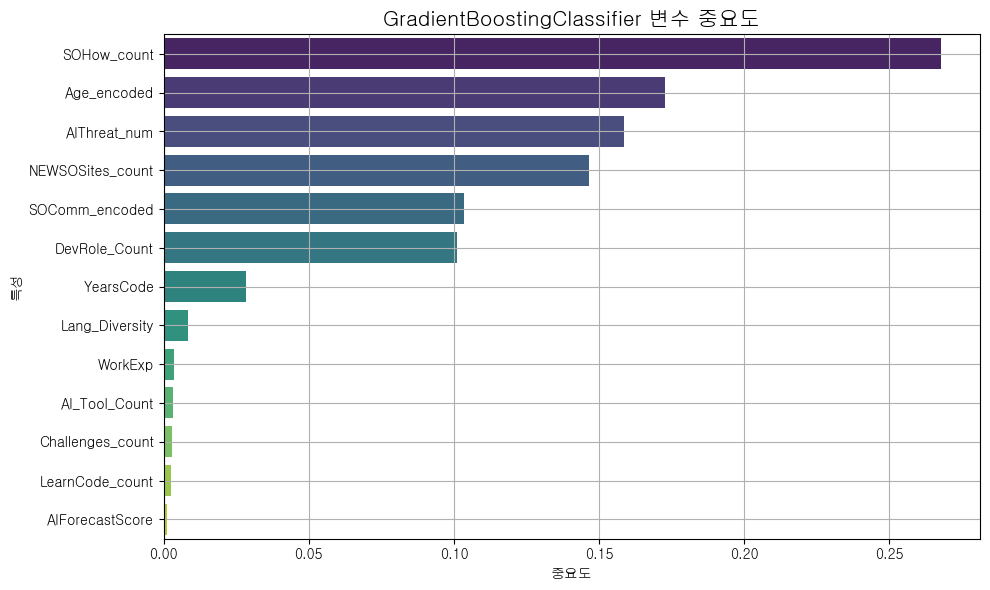 GradientBoostingClassifier 변수 중요도
SOHow_count
Age_encoded
AIThreat_num
NEWSOSites_count
SOComm_encoded
DevRole_Count
YearsCode
Lang_Diversity
WorkExp
AI_Tool_Count
Challenges_count
LearnCode_count
AIForecastScore
특성
0.00 0.05 0.10 0.15 0.20 0.25
중요도